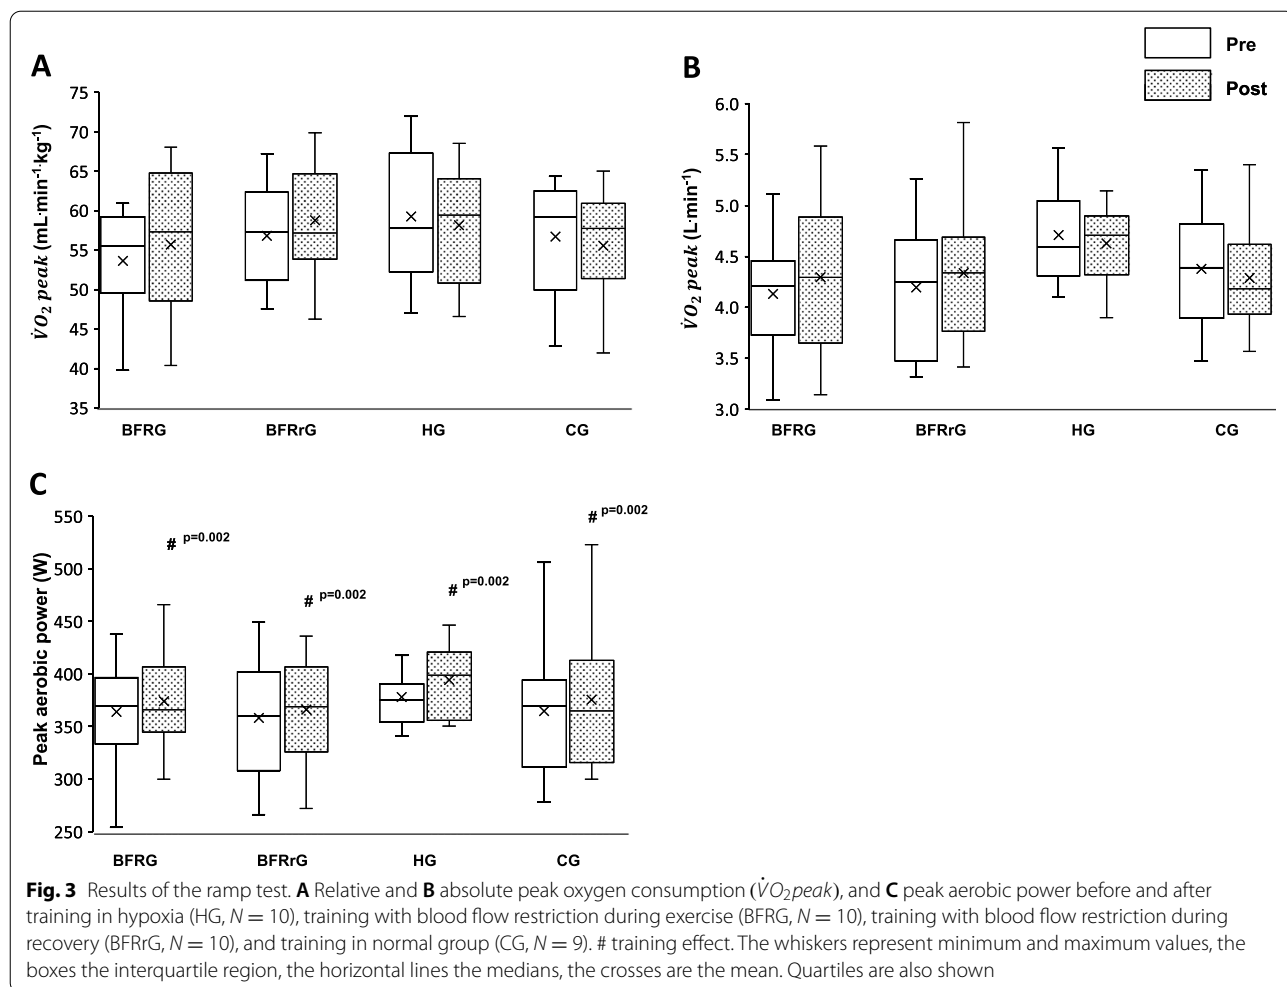 Pre
Post
A
75
70
65
60
55
50
45
40
35
V̇O₂ peak (mL·min⁻¹·kg⁻¹)
BFRG BFRrG HG CG
B
6.0
5.5
5.0
4.5
4.0
3.5
3.0
V̇O₂ peak (L·min⁻¹)
BFRG BFRrG HG CG
C
550
500
450
400
350
300
250
Peak aerobic power (W)
# p=0.002
# p=0.002
# p=0.002
# p=0.002
BFRG BFRrG HG CG
Fig. 3 Results of the ramp test. A Relative and B absolute peak oxygen consumption (V̇O₂peak), and C peak aerobic power before and after
training in hypoxia (HG, N = 10), training with blood flow restriction during exercise (BFRG, N = 10), training with blood flow restriction during
recovery (BFRrG, N = 10), and training in normal group (CG, N = 9). # training effect. The whiskers represent minimum and maximum values, the
boxes the interquartile region, the horizontal lines the medians, the crosses are the mean. Quartiles are also shown